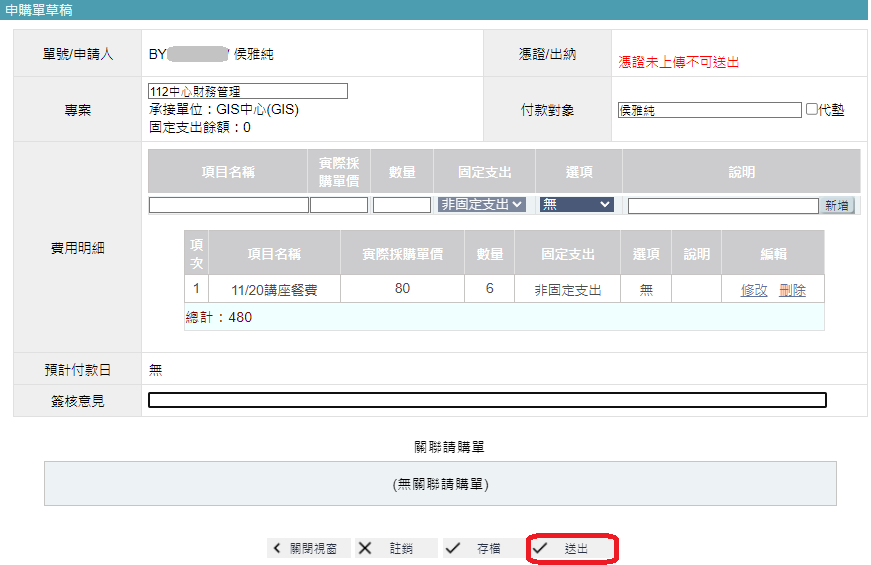 申購單草稿
單號/申請人
BY / 侯雅純
憑證/出納
憑證未上傳不可送出
專案
112中心財務管理
承接單位：GIS中心(GIS)
固定支出餘額：0
付款對象
侯雅純
代墊
費用明細
項目名稱
實際採
購單價
數量
固定支出
選項
說明
非固定支出
無
新增
項
次
項目名稱
實際採購單價
數量
固定支出
選項
說明
編輯
1
11/20講座餐費
80
6
非固定支出
無
修改 刪除
總計：480
預計付款日
無
簽核意見
關聯請購單
(無關聯請購單)
關閉視窗
註銷
存檔
送出